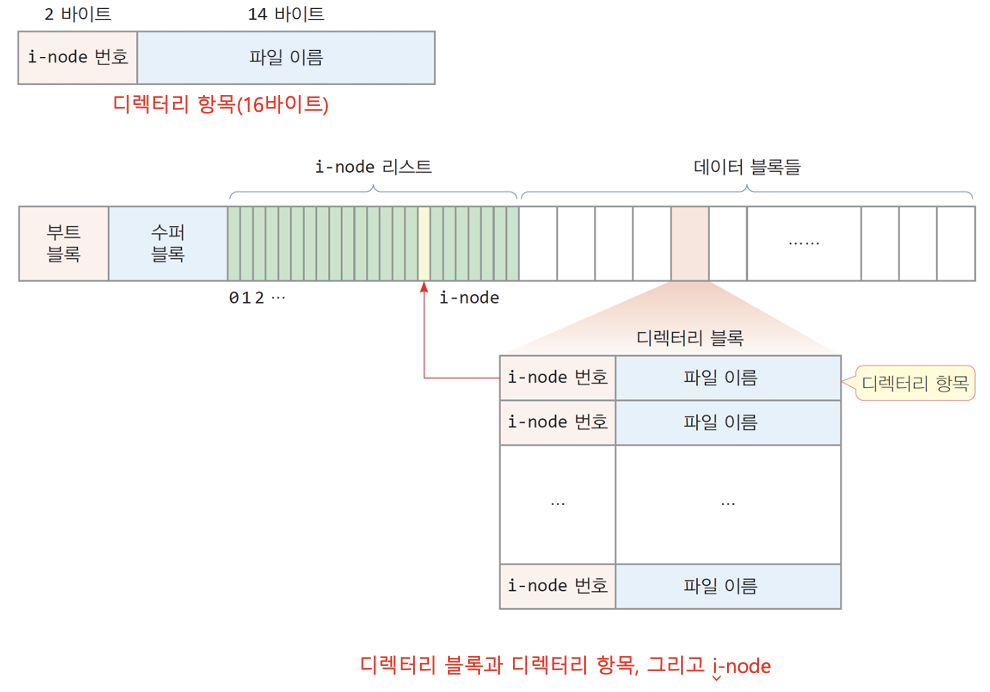 2 바이트
14 바이트
i-node 번호
파일 이름
디렉터리 항목(16바이트)
i-node 리스트
데이터 블록들
부트
블록
수퍼
블록
……
0 1 2 …
i-node
디렉터리 블록
i-node 번호
파일 이름
디렉터리 항목
i-node 번호
파일 이름
…
…
i-node 번호
파일 이름
디렉터리 블록과 디렉터리 항목, 그리고 i-node